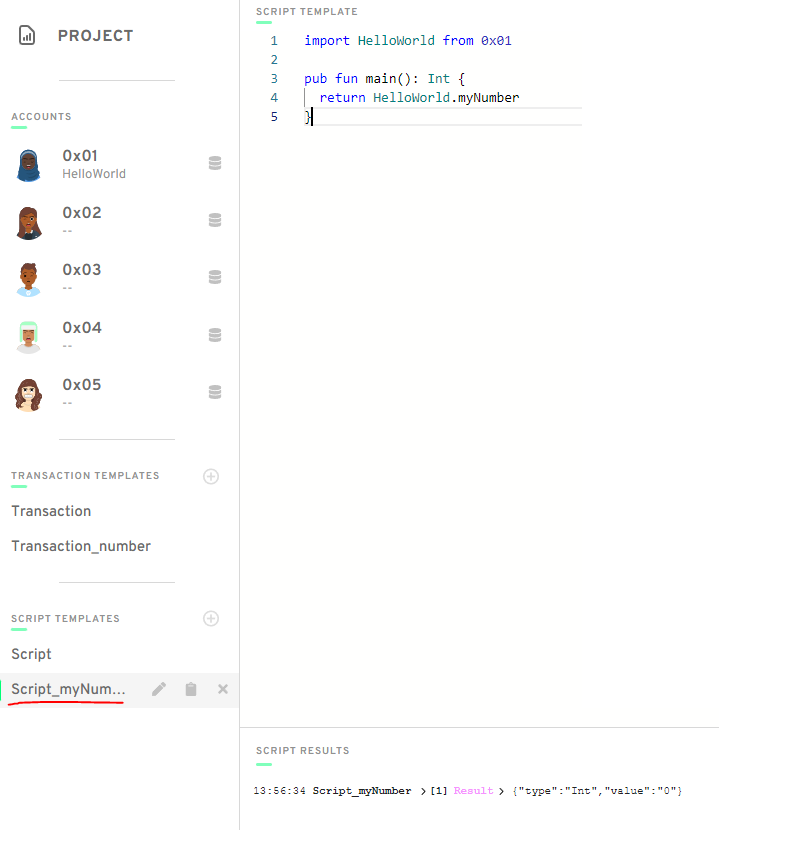 PROJECT
ACCOUNTS
0x01
HelloWorld
0x02
--
0x03
--
0x04
--
0x05
--
TRANSACTION TEMPLATES
Transaction
Transaction_number
SCRIPT TEMPLATES
Script
Script_myNum...
SCRIPT TEMPLATE
1 import HelloWorld from 0x01
2
3 pub fun main(): Int {
4 return HelloWorld.myNumber
5 }
SCRIPT RESULTS
13:56:34 Script_myNumber > [1] Result > {"type":"Int","value":"0"}